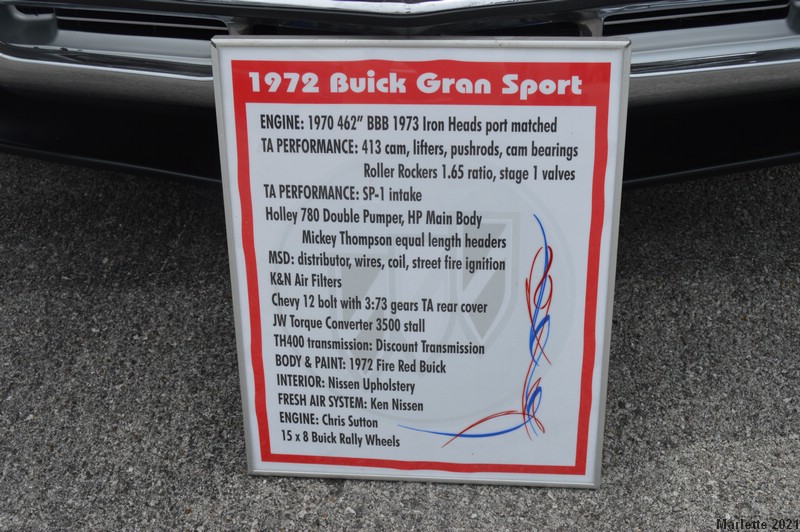 1972 Buick Gran Sport
ENGINE: 1970 462" BBB 1973 Iron Heads port matched
TA PERFORMANCE: 413 cam, lifters, pushrods, cam bearings
Roller Rockers 1.65 ratio, stage 1 valves
TA PERFORMANCE: SP-1 intake
Holley 780 Double Pumper, HP Main Body
Mickey Thompson equal length headers
MSD: distributor, wires, coil, street fire ignition
K&N Air Filters
Chevy 12 bolt with 3:73 gears TA rear cover
JW Torque Converter 3500 stall
TH400 transmission: Discount Transmission
BODY & PAINT: 1972 Fire Red Buick
INTERIOR: Nissen Upholstery
FRESH AIR SYSTEM: Ken Nissen
ENGINE: Chris Sutton
15 x 8 Buick Rally Wheels
Marlette 2021